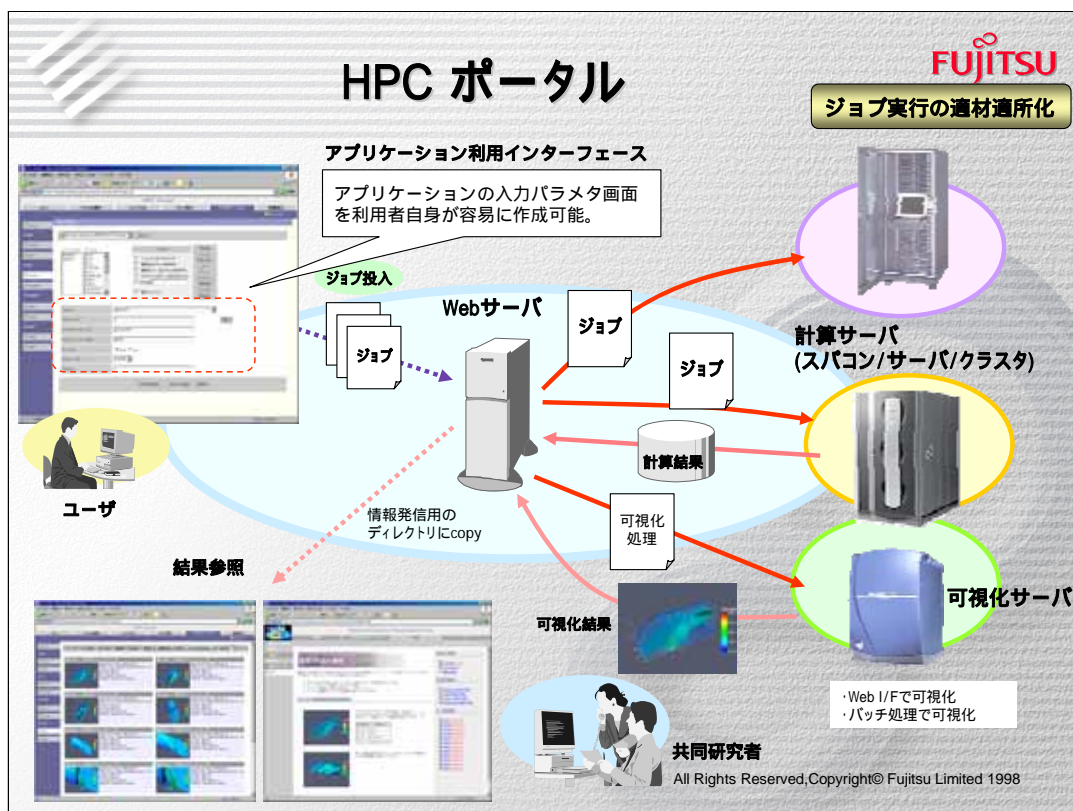 HPC ポータル
FUJITSU
ジョブ実行の適材適所化
アプリケーション利用インターフェース
アプリケーションの入力パラメタ画面
を利用者自身が容易に作成可能。
ジョブ投入
ジョブ
Webサーバ
ジョブ
ジョブ
計算サーバ
(スパコン/サーバ/クラスタ)
計算結果
ユーザ
情報発信用の
ディレクトリにcopy
可視化
処理
結果参照
可視化結果
可視化サーバ
・Web I/Fで可視化
・バッチ処理で可視化
共同研究者
All Rights Reserved,Copyright© Fujitsu Limited 1998